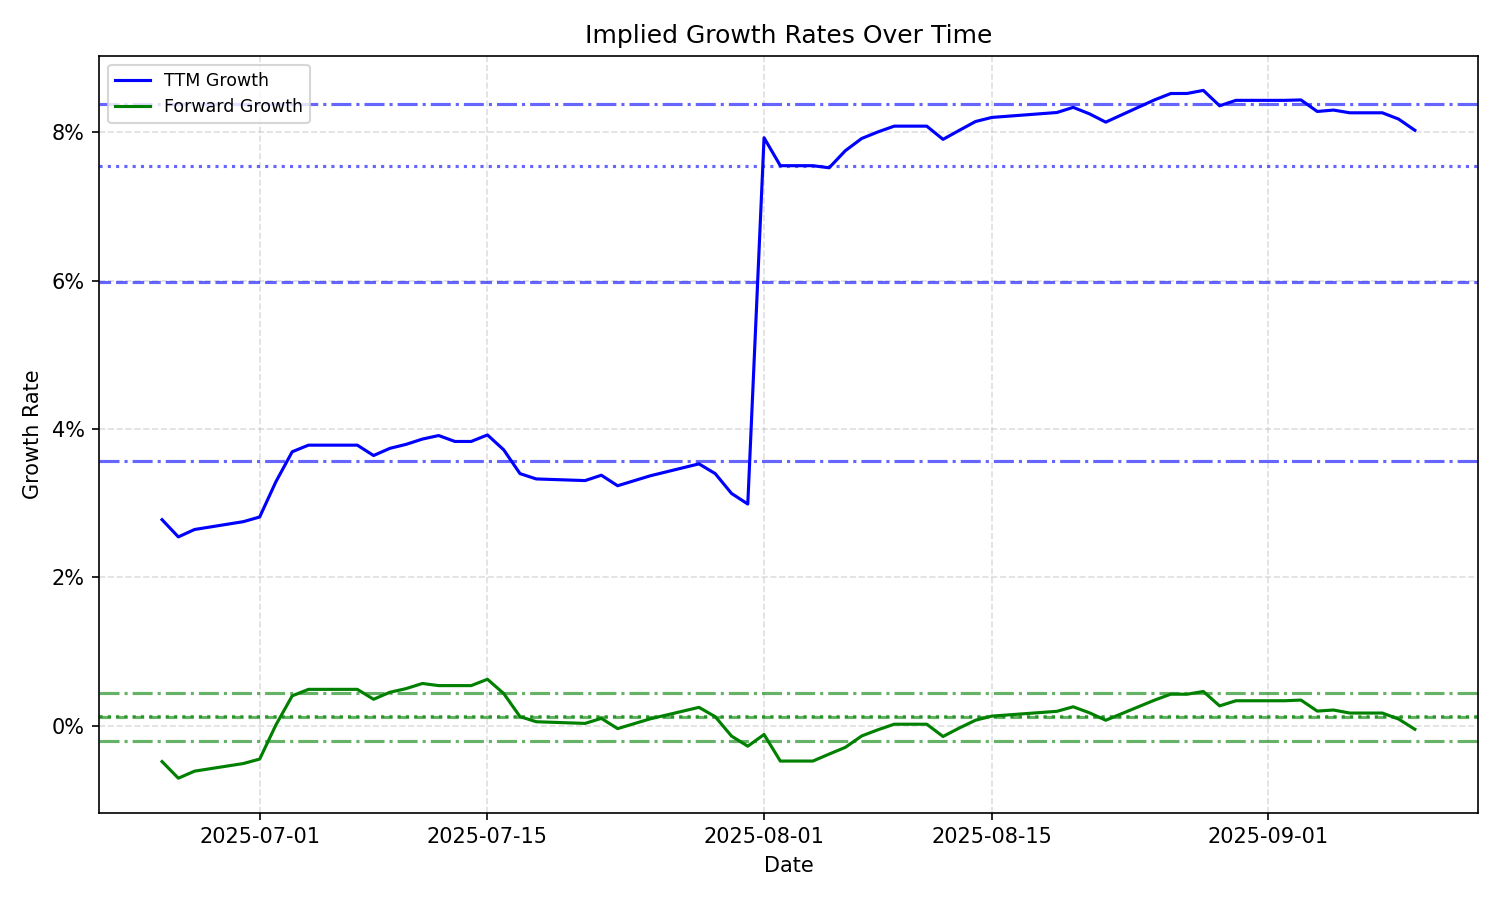 Implied Growth Rates Over Time
TTM Growth
Forward Growth
8%
6%
4%
2%
0%
Growth Rate
2025-07-01
2025-07-15
2025-08-01
2025-08-15
2025-09-01
Date